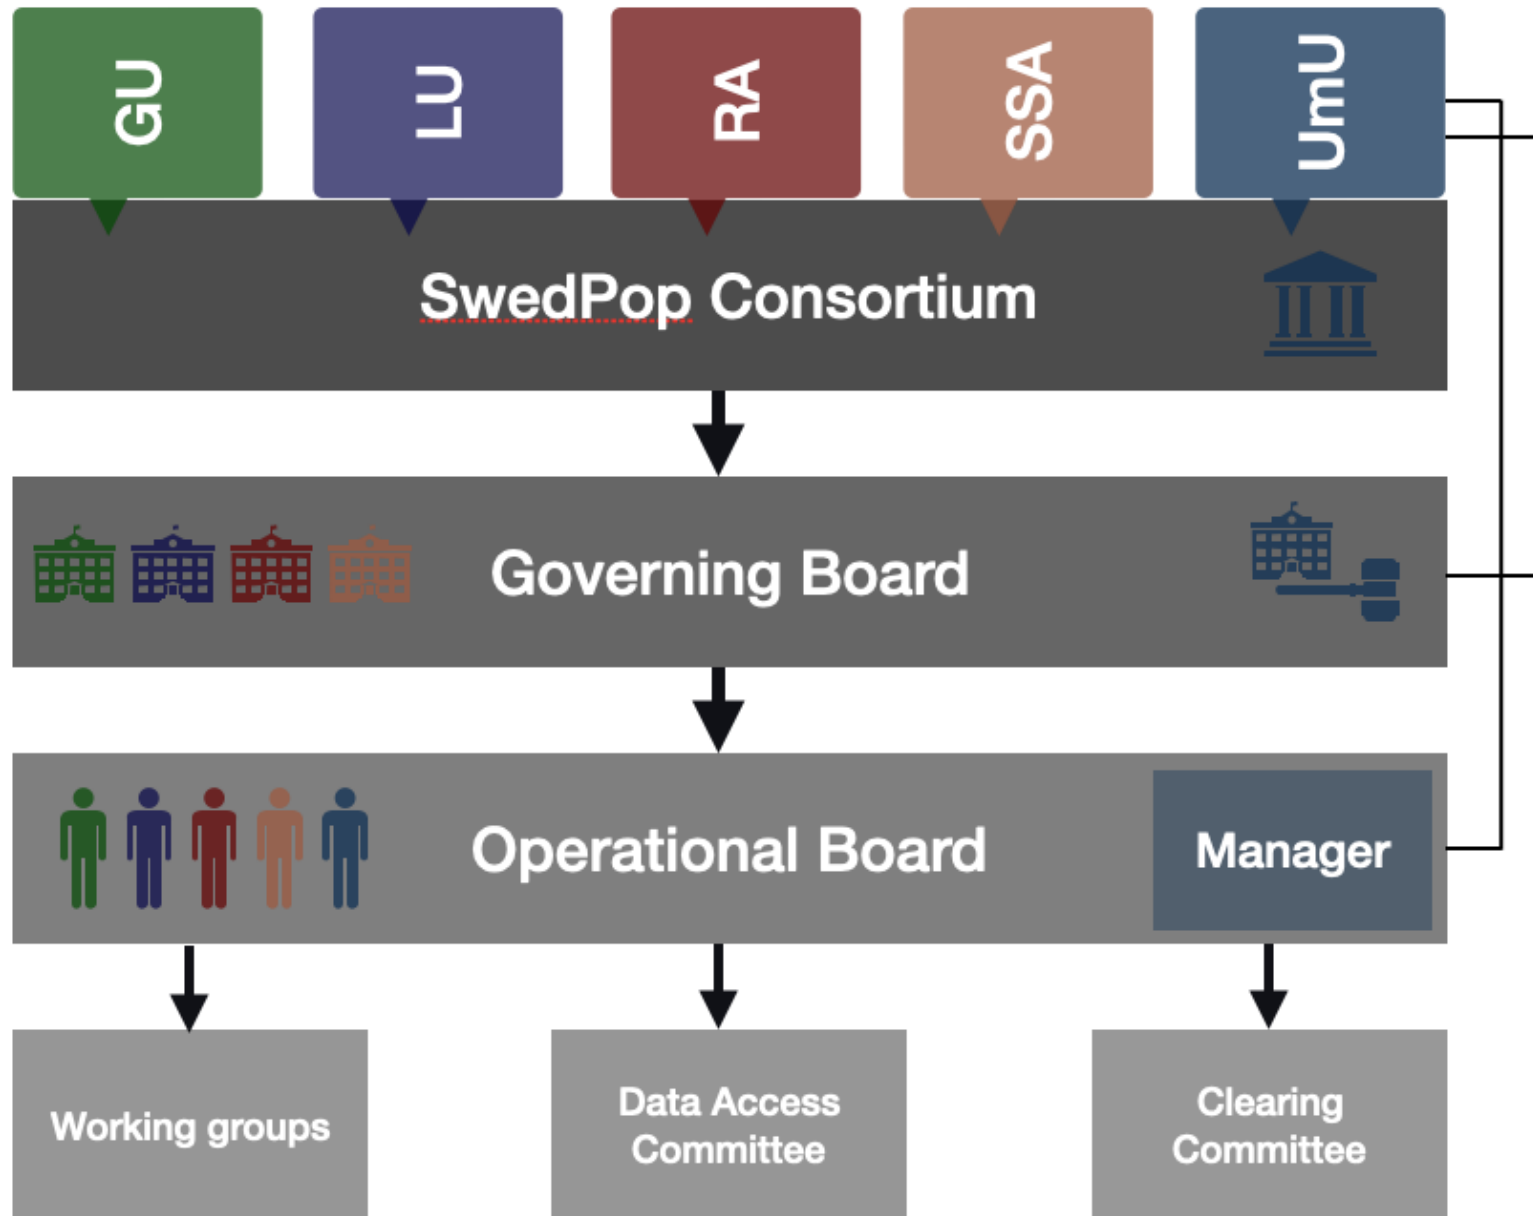 GU
LU
RA
SSA
UmU
SwedPop Consortium
Governing Board
Operational Board
Manager
Working groups
Data Access
Committee
Clearing
Committee